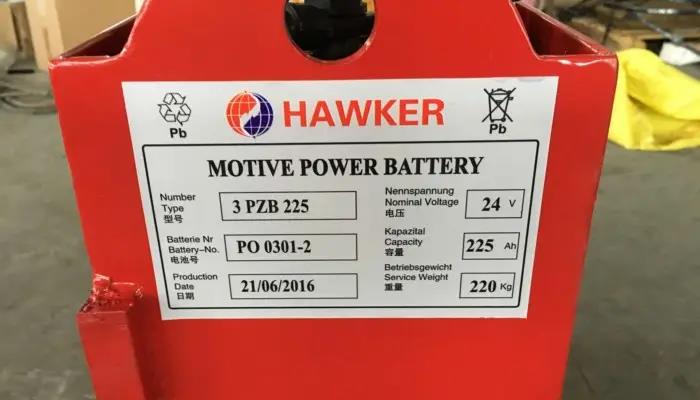 Pb
HAWKER
Pb
MOTIVE POWER BATTERY
Number
Type
型号
3 PZB 225
Nennspannung
Nominal Voltage
电压
24 V
Batterie Nr
Battery-No.
电池号
PO 0301-2
Kapazital
Capacity
容量
225 Ah
Production
Date
日期
21/06/2016
Betriebsgewicht
Service Weight
重量
220 Kg